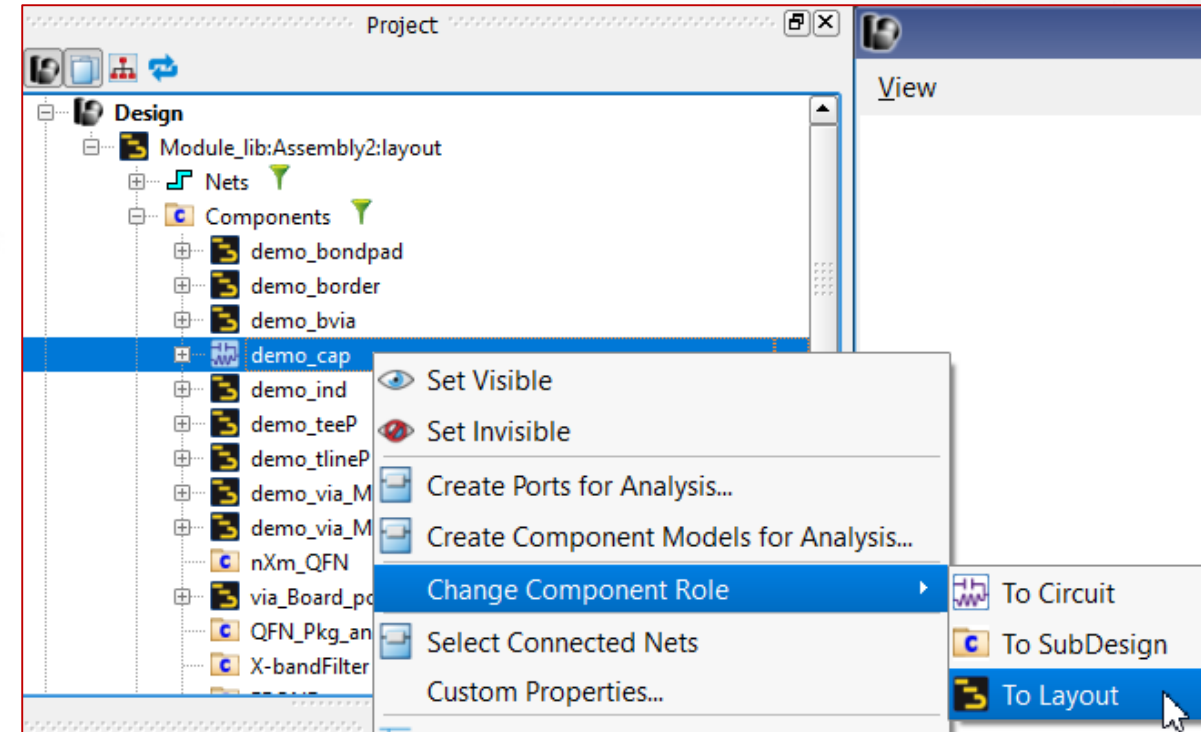 Project
View
Design
Module_lib:Assembly2:layout
Nets
C Components
demo_bondpad
demo_border
demo_bvia
demo_cap
demo_ind
demo_teeP
demo_tlineP
demo_via_M
demo_via_M
C nXm_QFN
via_Board_po
C QFN_Pkg_an
C X-bandFilter
Set Visible
Set Invisible
Create Ports for Analysis...
Create Component Models for Analysis...
Change Component Role
Select Connected Nets
Custom Properties...
To Circuit
C To SubDesign
To Layout